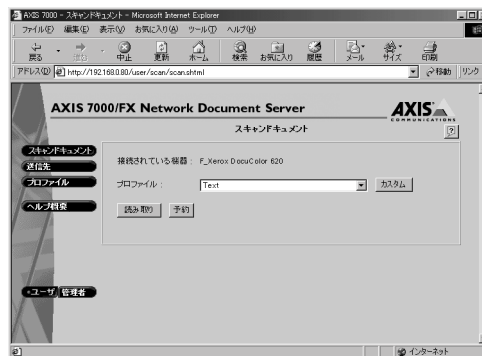 AXIS 7000 - スキャンドキュメント - Microsoft Internet Explorer
ファイル(F) 編集(E) 表示(V) お気に入り(A) ツール(T) ヘルプ(H)
戻る 進む 中止 更新 ホーム 検索 お気に入り 履歴 メール サイズ 印刷
アドレス(D) http://192.168.0.80/user/scan/scan.shtml 移動 リンク
AXIS 7000/FX Network Document Server
AXIS
COMMUNICATIONS
スキャンドキュメント
?
スキャンドキュメント
送信先
プロファイル
ヘルプ概要
接続されている機器 : F_Xerox DocuColor 620
プロファイル : Text カスタム
読み取り 予約
ユーザ 管理者
インターネット